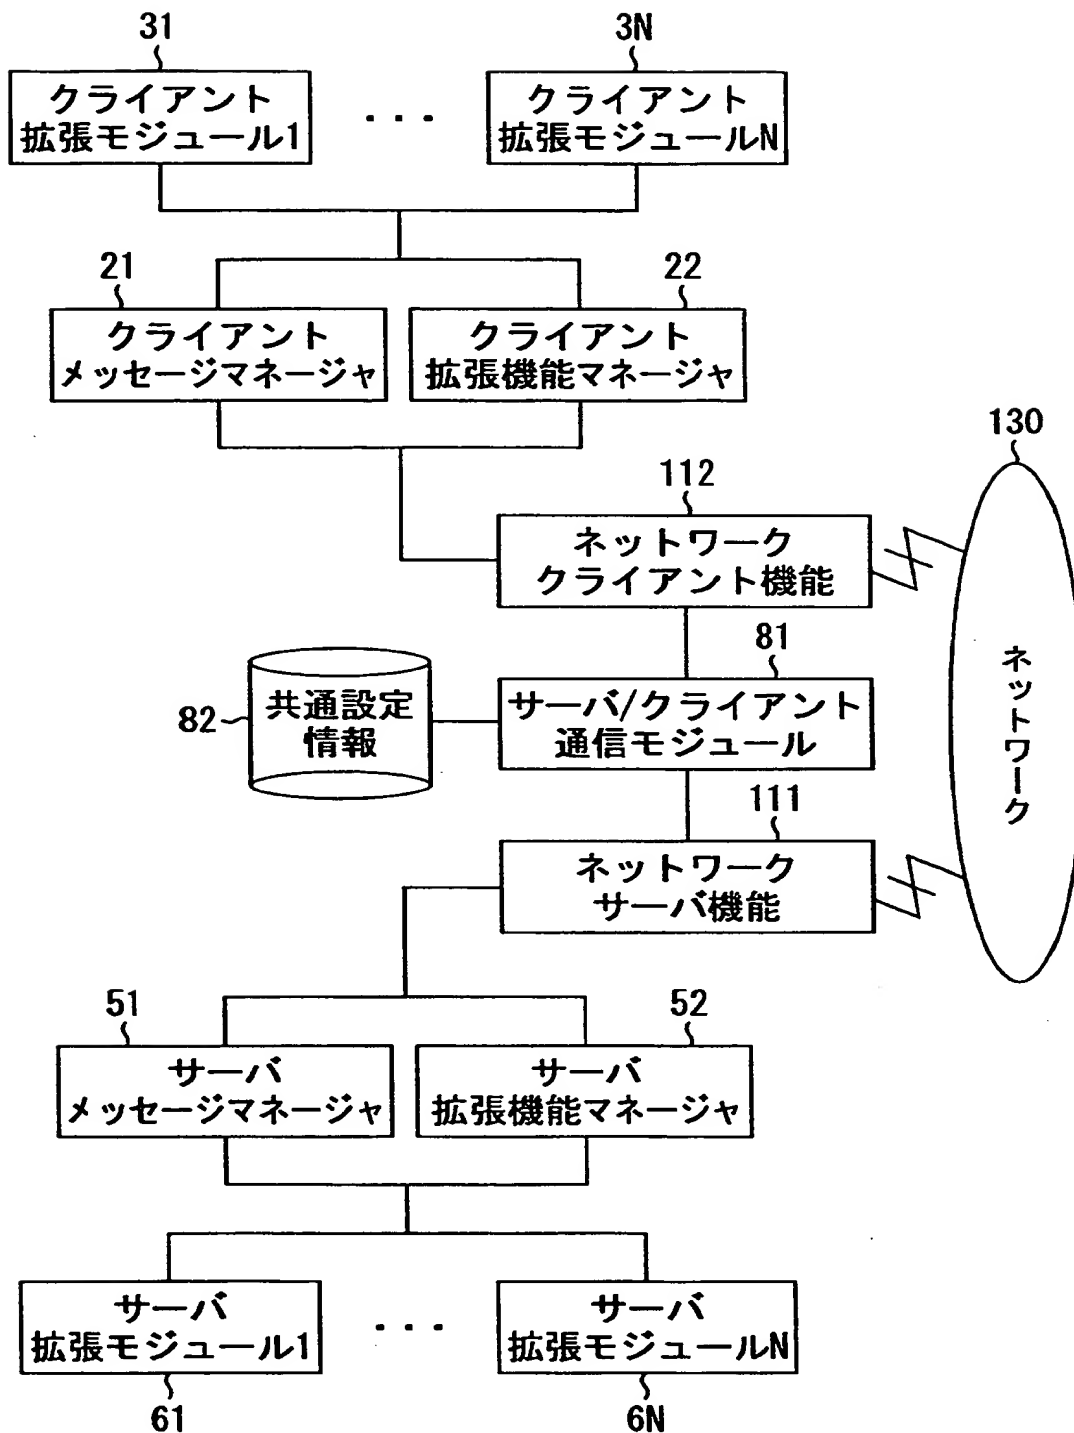 31
3N
クライアント
拡張モジュール1
・・・
クライアント
拡張モジュールN
21
22
クライアント
メッセージマネージャ
クライアント
拡張機能マネージャ
130
112
ネットワーク
クライアント機能
ネットワーク
81
サーバ/クライアント
通信モジュール
82
共通設定
情報
111
ネットワーク
サーバ機能
51
52
サーバ
メッセージマネージャ
サーバ
拡張機能マネージャ
サーバ
拡張モジュール1
・・・
サーバ
拡張モジュールN
61
6N